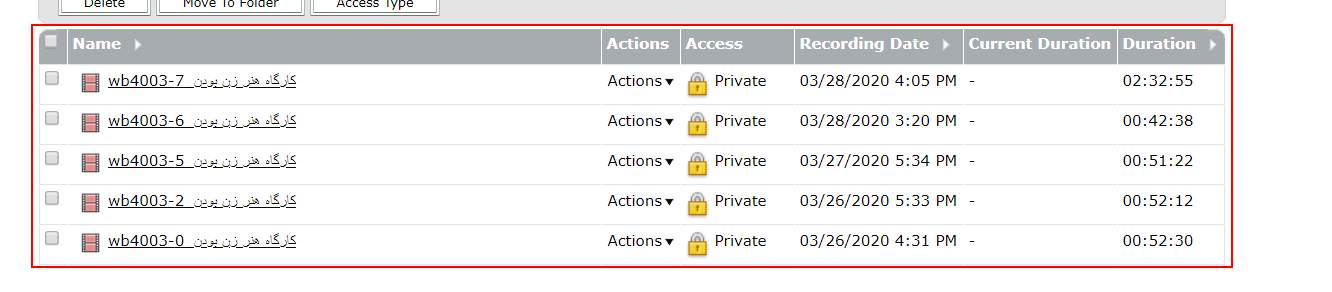 Delete Move To Folder Access Type
Name Actions Access Recording Date Current Duration Duration
wb4003-7_کارگاه هنر زن بودن Actions Private 03/28/2020 4:05 PM - 02:32:55
wb4003-6_کارگاه هنر زن بودن Actions Private 03/28/2020 3:20 PM - 00:42:38
wb4003-5_کارگاه هنر زن بودن Actions Private 03/27/2020 5:34 PM - 00:51:22
wb4003-2_کارگاه هنر زن بودن Actions Private 03/26/2020 5:33 PM - 00:52:12
wb4003-0_کارگاه هنر زن بودن Actions Private 03/26/2020 4:31 PM - 00:52:30